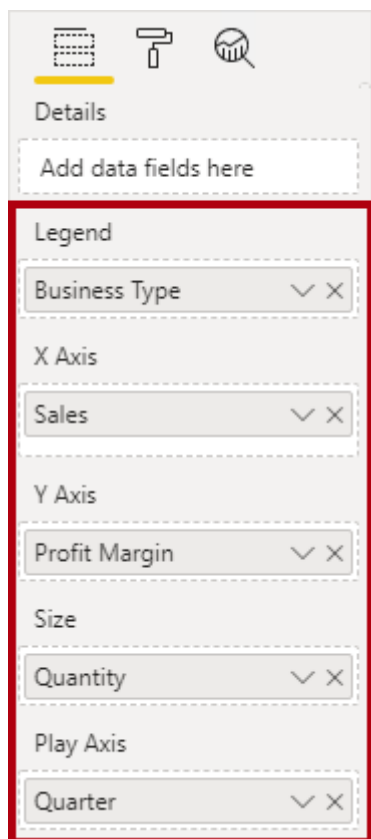 Details
Add data fields here
Legend
Business Type
X Axis
Sales
Y Axis
Profit Margin
Size
Quantity
Play Axis
Quarter